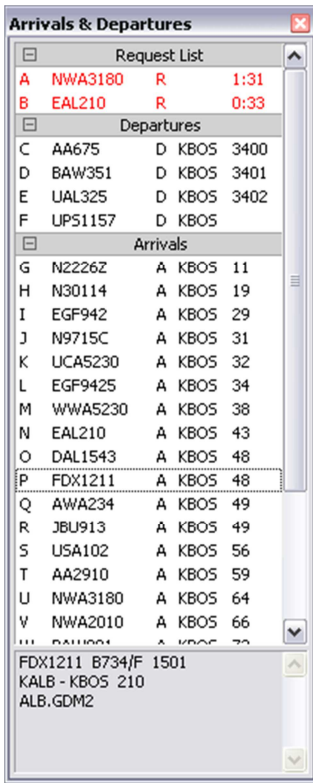 Arrivals & Departures
Request List
A NWA3180 R 1:31
B EAL210 R 0:33
Departures
C AA675 D KBOS 3400
D BAW351 D KBOS 3401
E UAL325 D KBOS 3402
F UPS1157 D KBOS
Arrivals
G N2226Z A KBOS 11
H N30114 A KBOS 19
I EGF942 A KBOS 29
J N9715C A KBOS 31
K UCA5230 A KBOS 32
L EGF9425 A KBOS 34
M WWA5230 A KBOS 38
N EAL210 A KBOS 43
O DAL1543 A KBOS 48
P FDX1211 A KBOS 48
Q AWA234 A KBOS 49
R JBU913 A KBOS 49
S USA102 A KBOS 56
T AA2910 A KBOS 59
U NWA3180 A KBOS 64
V NWA2010 A KBOS 66
FDX1211 B734/F 1501
KALB - KBOS 210
ALB.GDM2